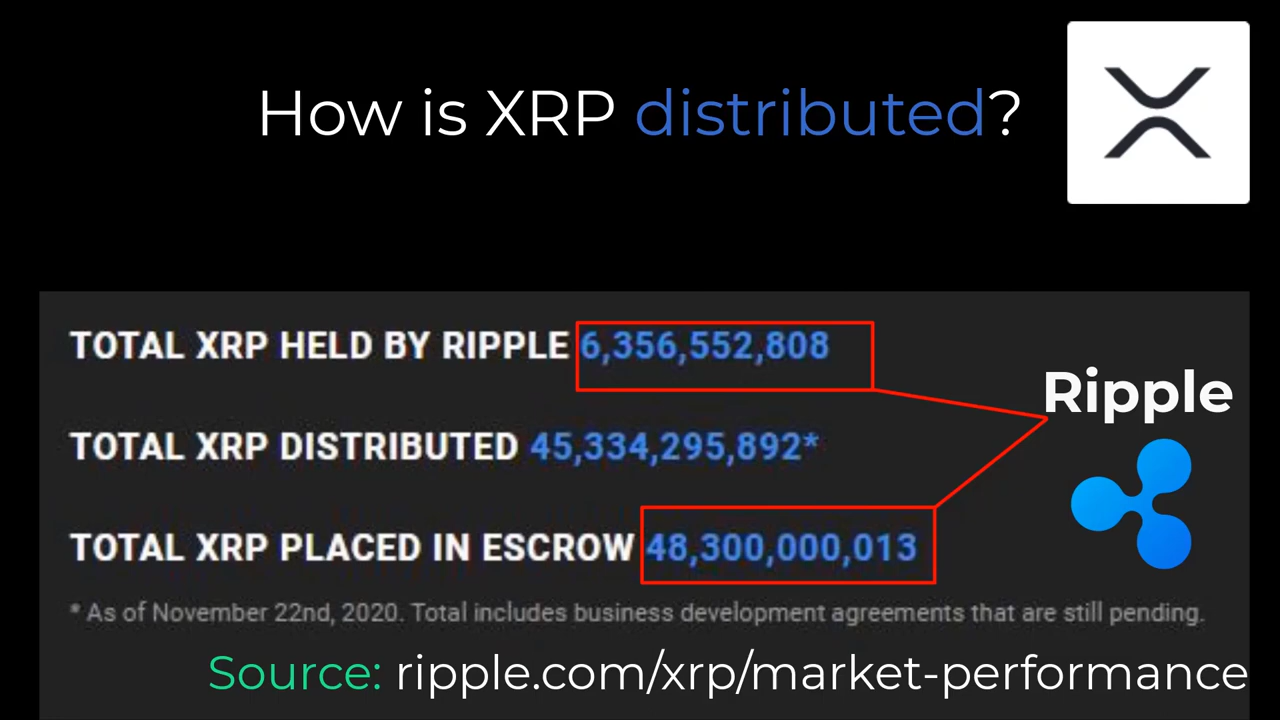 How is XRP distributed?
TOTAL XRP HELD BY RIPPLE 6,356,552,808
Ripple
TOTAL XRP DISTRIBUTED 45,334,295,892*
TOTAL XRP PLACED IN ESCROW 48,300,000,013
* As of November 22nd, 2020. Total includes business development agreements that are still pending.
Source: ripple.com/xrp/market-performance